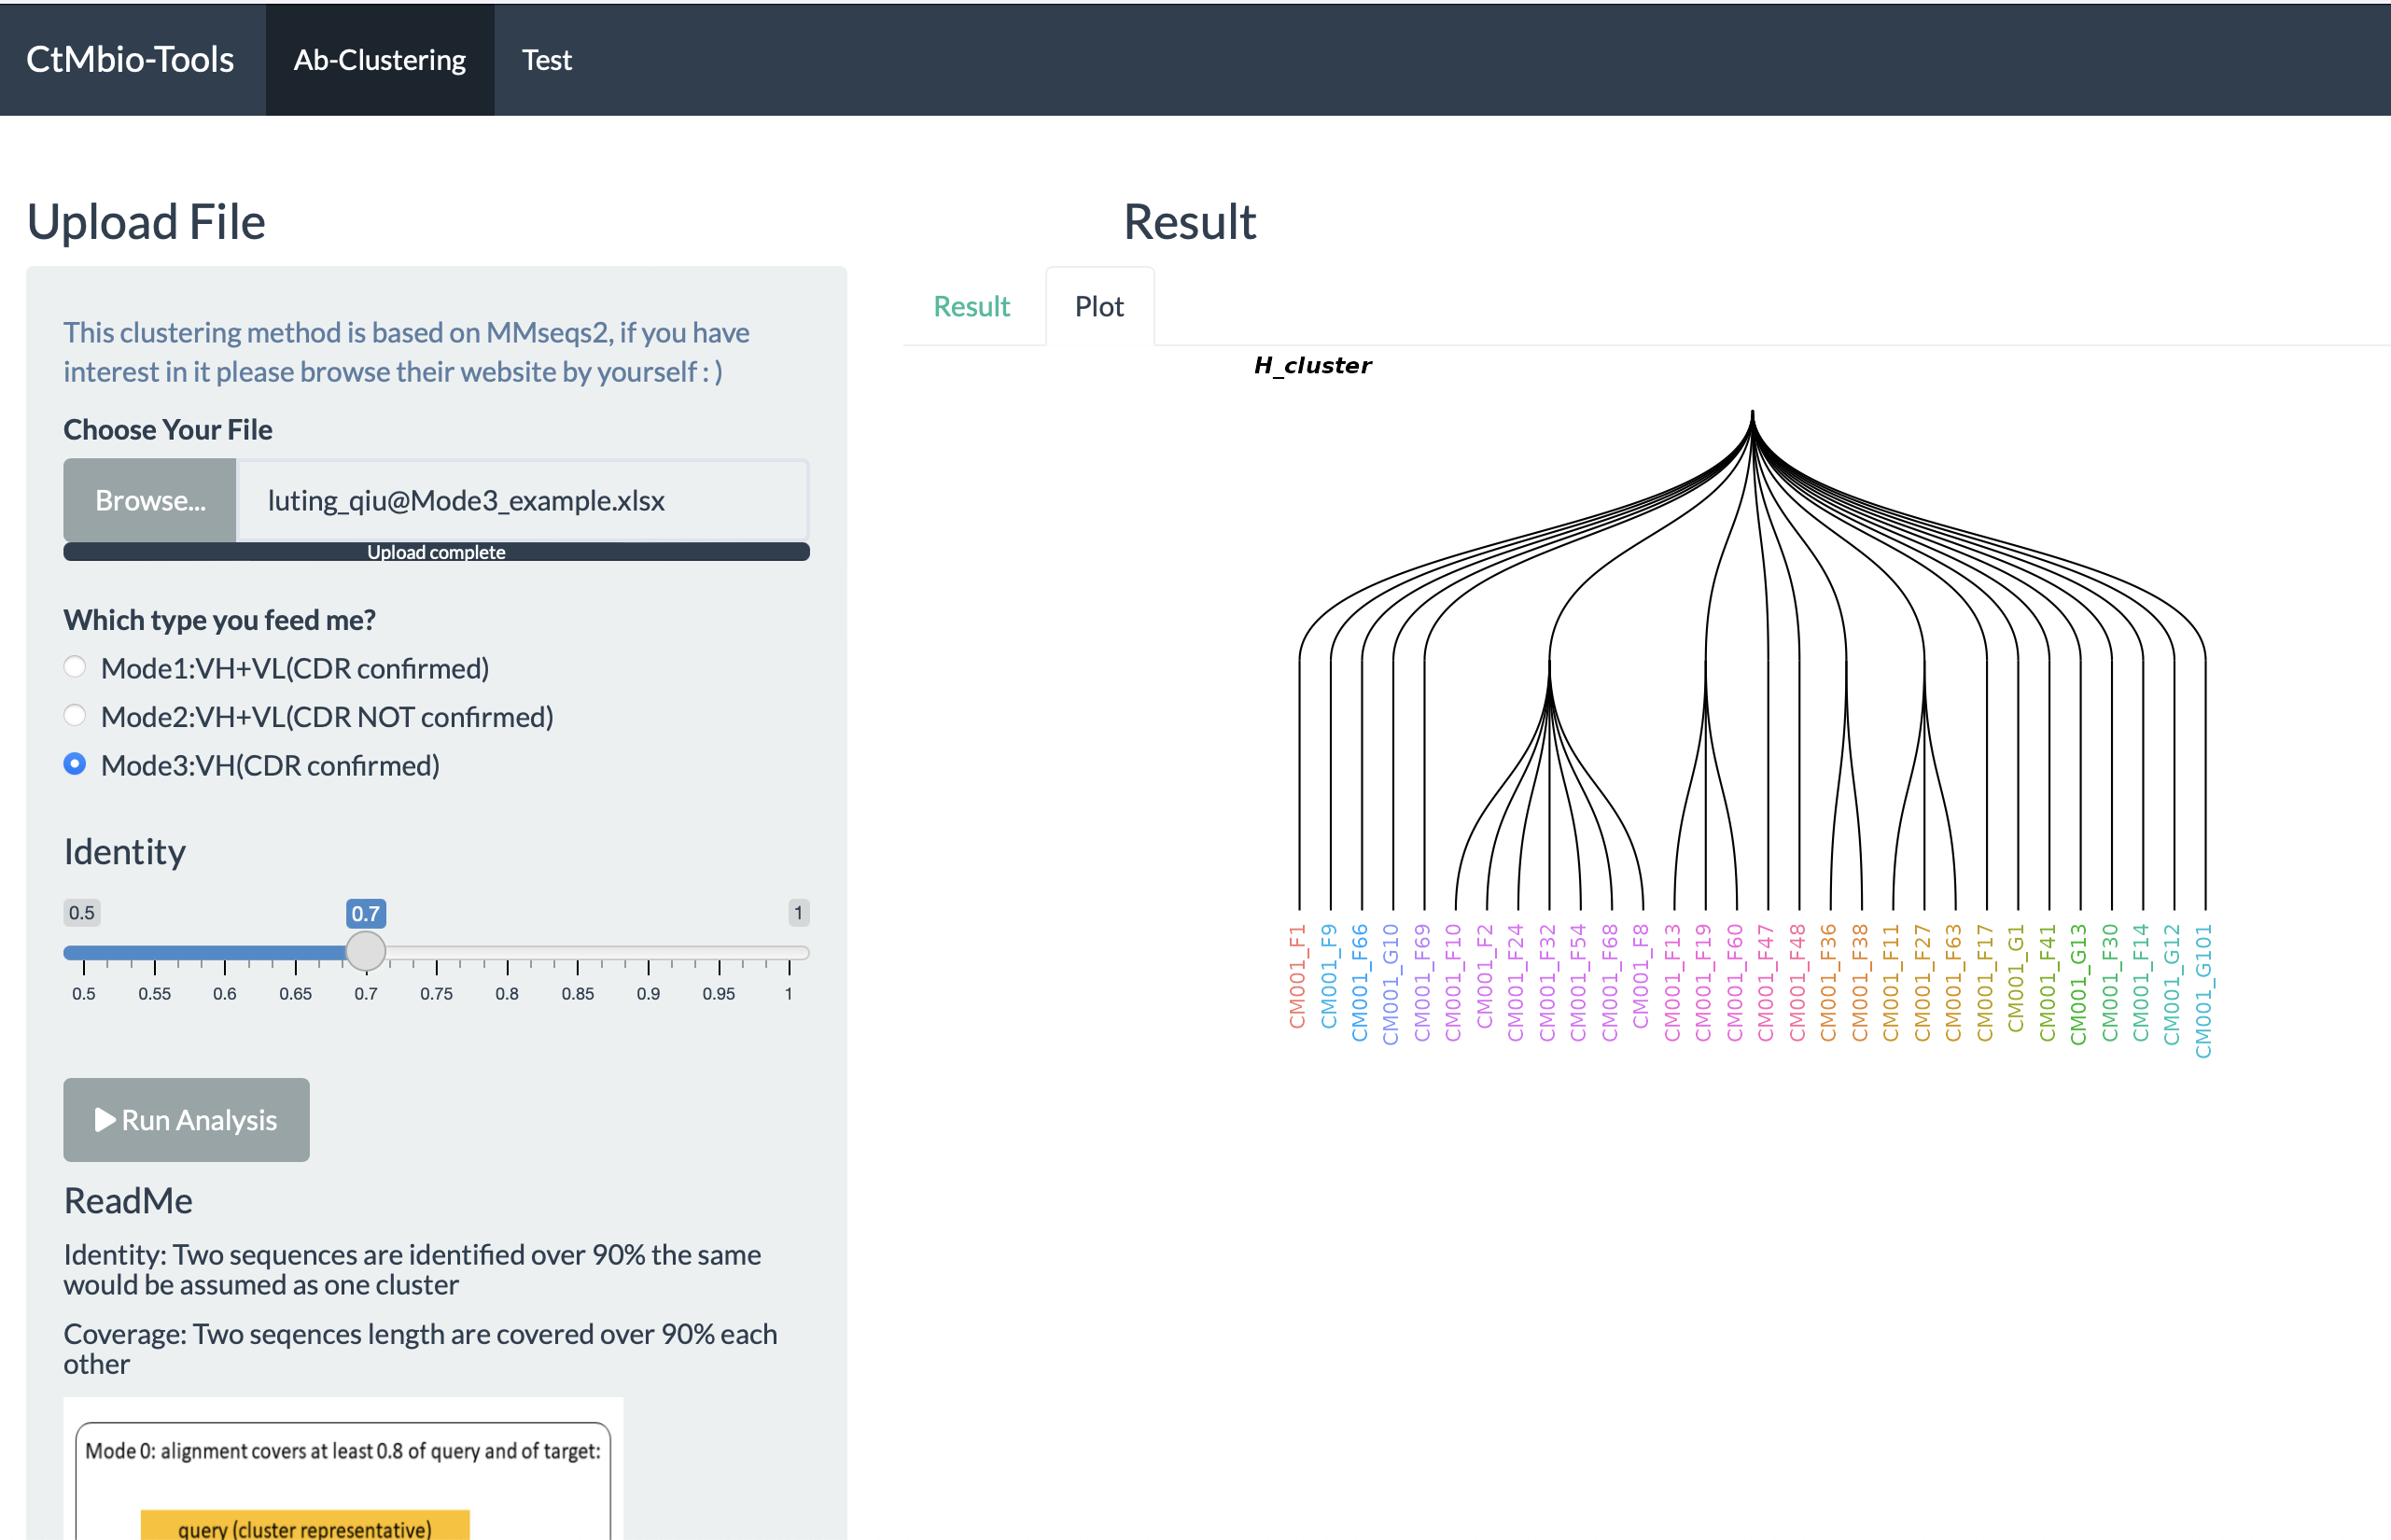 CtMbio-Tools
Ab-Clustering
Test
Upload File
This clustering method is based on MMseqs2, if you have
interest in it please browse their website by yourself : )
Choose Your File
Browse...
luting_qiu@Mode3_example.xlsx
Upload complete
Which type you feed me?
Mode1:VH+VL(CDR confirmed)
Mode2:VH+VL(CDR NOT confirmed)
Mode3:VH(CDR confirmed)
Identity
0.5
0.7
1
0.5 0.55 0.6 0.65 0.7 0.75 0.8 0.85 0.9 0.95 1
Run Analysis
ReadMe
Identity: Two sequences are identified over 90% the same
would be assumed as one cluster
Coverage: Two seqences length are covered over 90% each
other
Mode 0: alignment covers at least 0.8 of query and of target:
query (cluster representative)
Result
Result
Plot
H_cluster
CM001_F1
CM001_F9
CM001_F66
CM001_G10
CM001_F69
CM001_F10
CM001_F2
CM001_F24
CM001_F32
CM001_F54
CM001_F68
CM001_F8
CM001_F13
CM001_F19
CM001_F60
CM001_F47
CM001_F48
CM001_F36
CM001_F38
CM001_F11
CM001_F27
CM001_F63
CM001_F17
CM001_G1
CM001_F41
CM001_G13
CM001_F30
CM001_F14
CM001_G12
CM001_G101